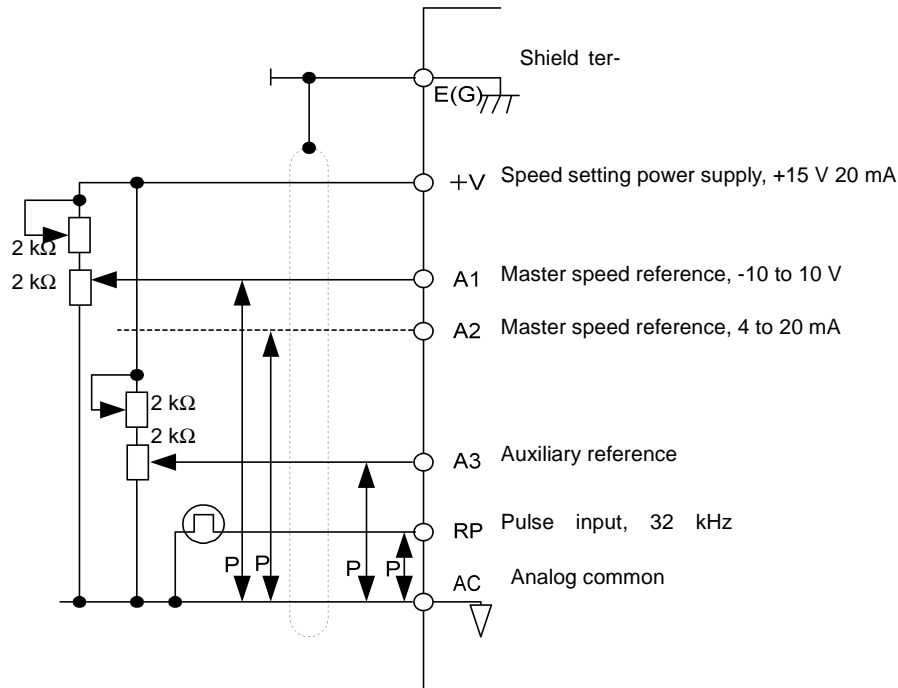 Shield ter-
E(G)
+V Speed setting power supply, +15 V 20 mA
2 kΩ
2 kΩ
A1 Master speed reference, -10 to 10 V
A2 Master speed reference, 4 to 20 mA
2 kΩ
2 kΩ
A3 Auxiliary reference
RP Pulse input, 32 kHz
P P P P
AC Analog common